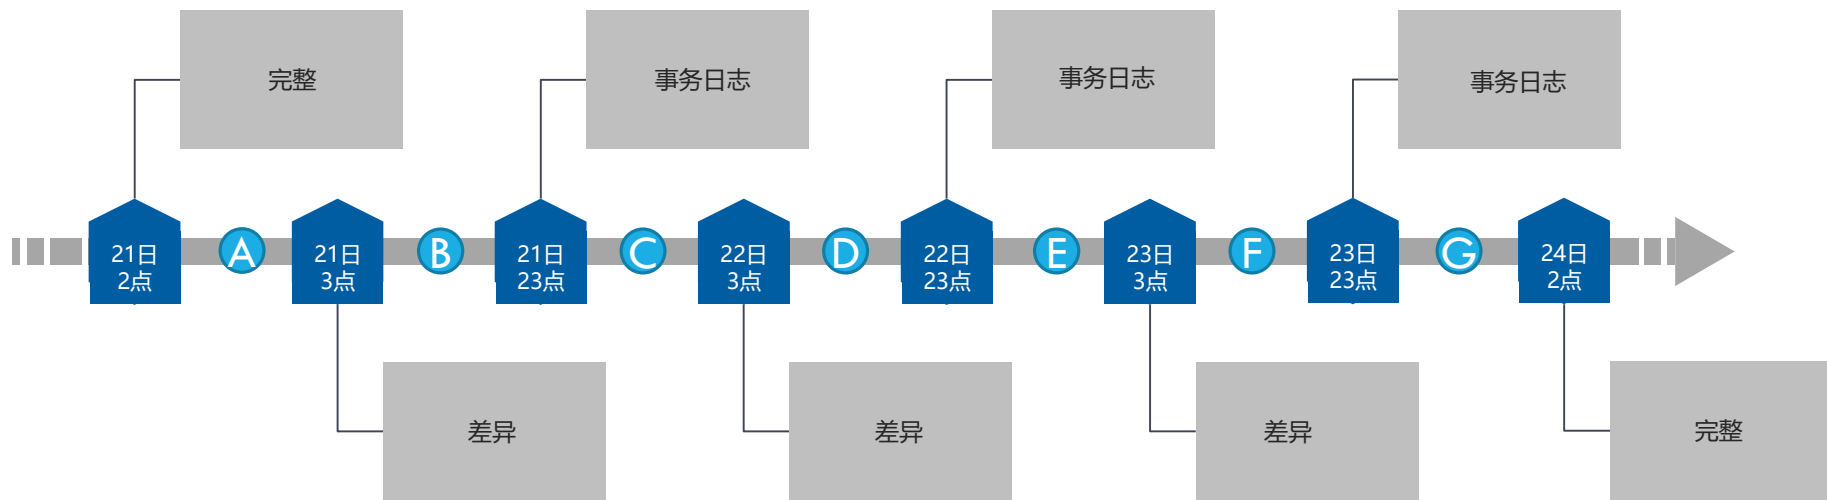 完整
事务日志
事务日志
事务日志
21日
2点
A
21日
3点
B
21日
23点
C
22日
3点
D
22日
23点
E
23日
3点
F
23日
23点
G
24日
2点
差异
差异
差异
完整